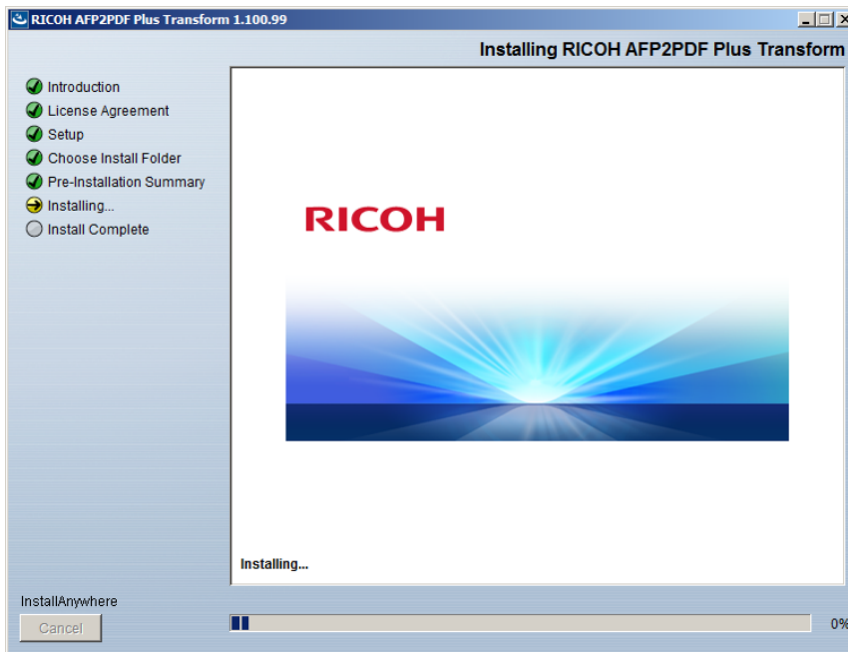 RICOH AFP2PDF Plus Transform 1.100.99
Installing RICOH AFP2PDF Plus Transform
Introduction
License Agreement
Setup
Choose Install Folder
Pre-Installation Summary
Installing...
Install Complete
RICOH
Installing...
InstallAnywhere
Cancel
0%